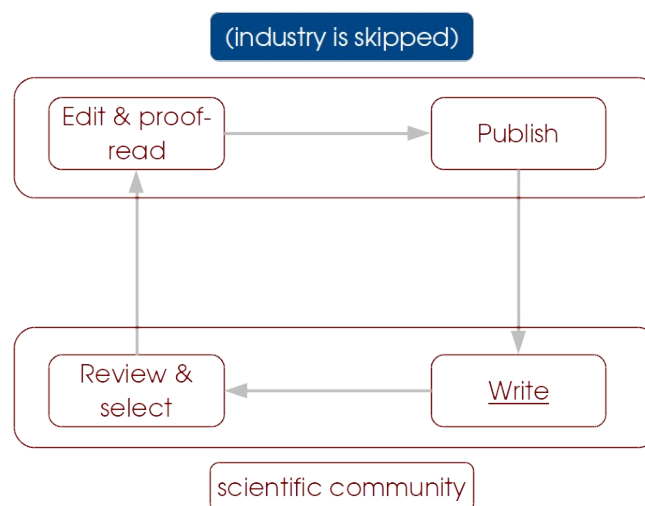 (industry is skipped)
Edit & proof-
read
Publish
Review &
select
Write
scientific community